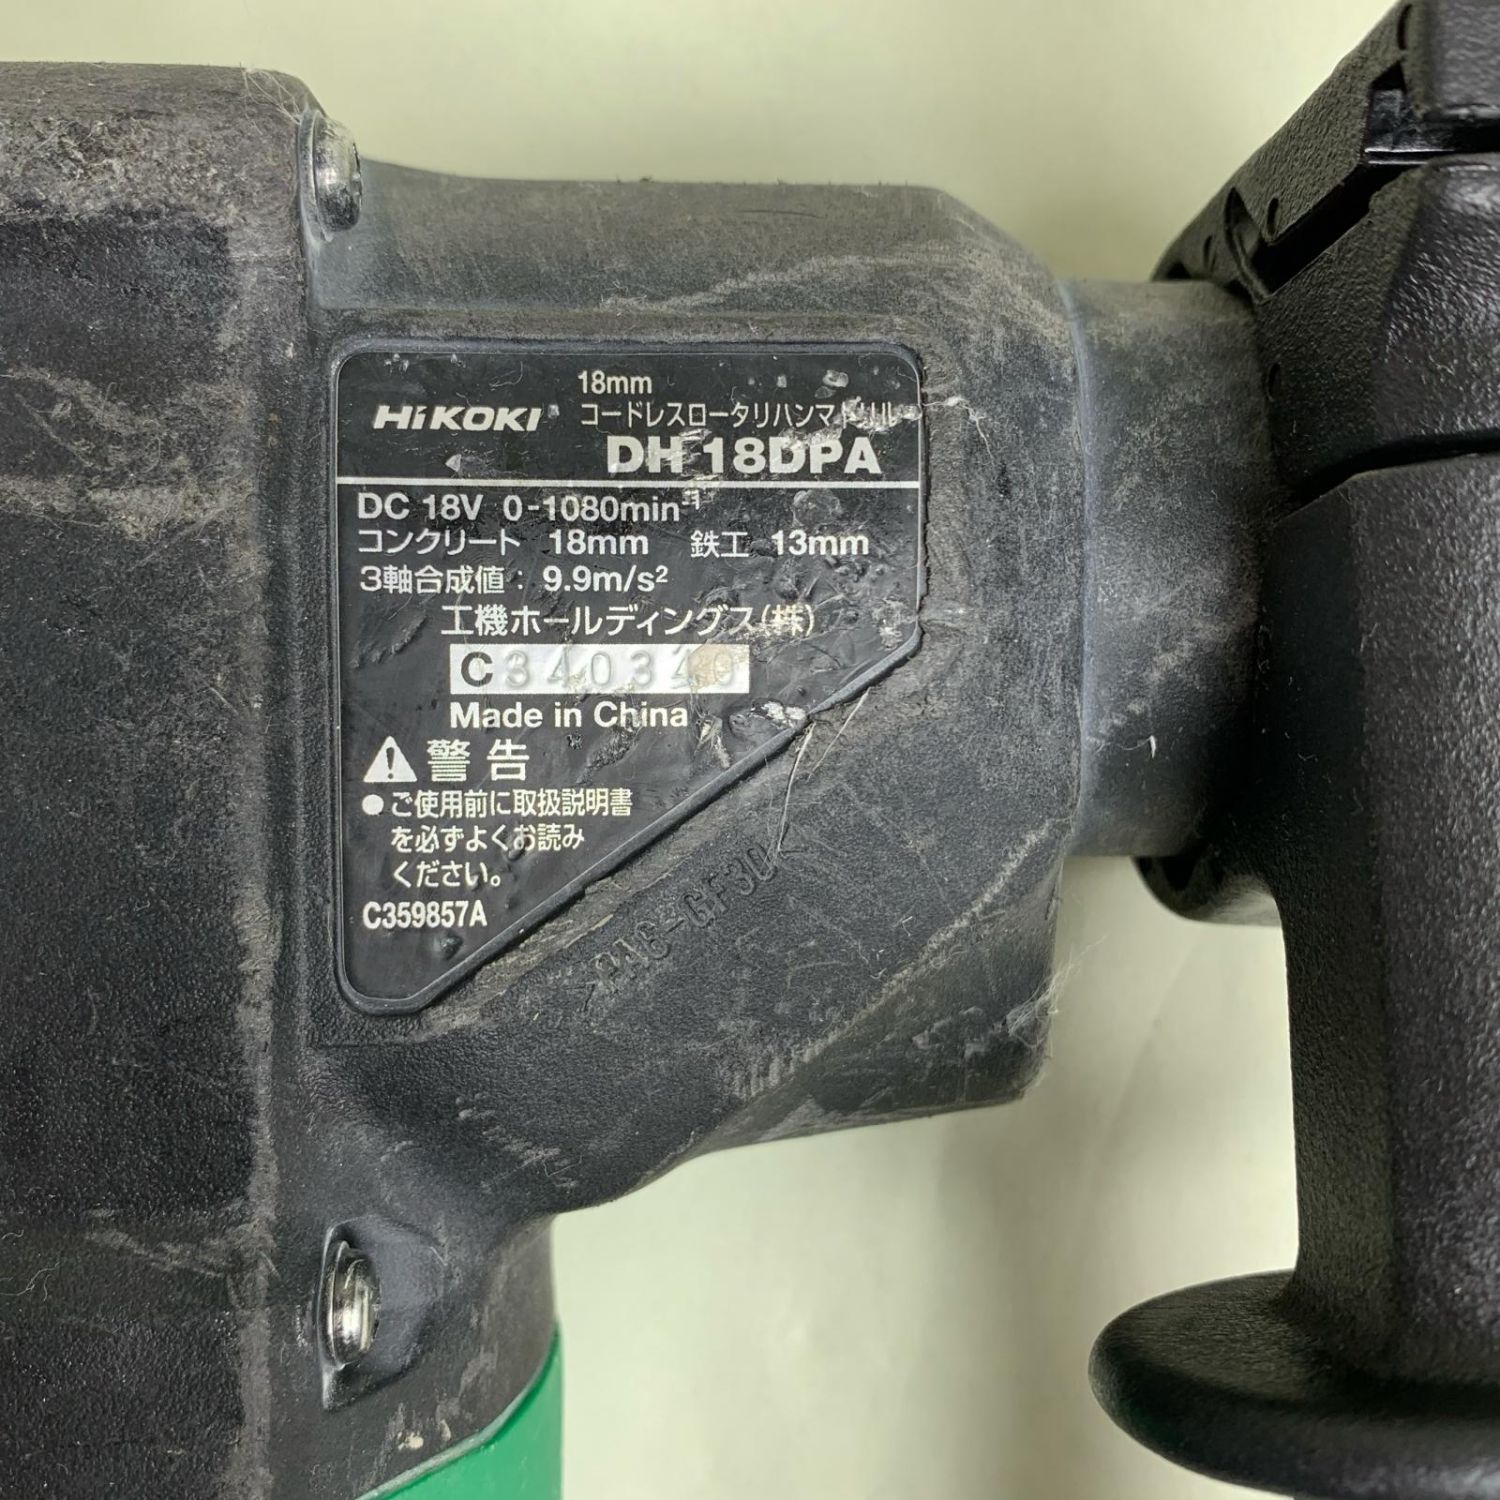 18mm
HiKOKI コードレスロータリハンマドリル
DH 18DPA
DC 18V 0-1080min⁻¹
コンクリート 18mm 鉄工 13mm
3軸合成値：9.9m/s²
工機ホールディングス(株)
C340340
Made in China
警告
●ご使用前に取扱説明書
を必ずよくお読み
ください。
C359857A
>PA6-GF30<